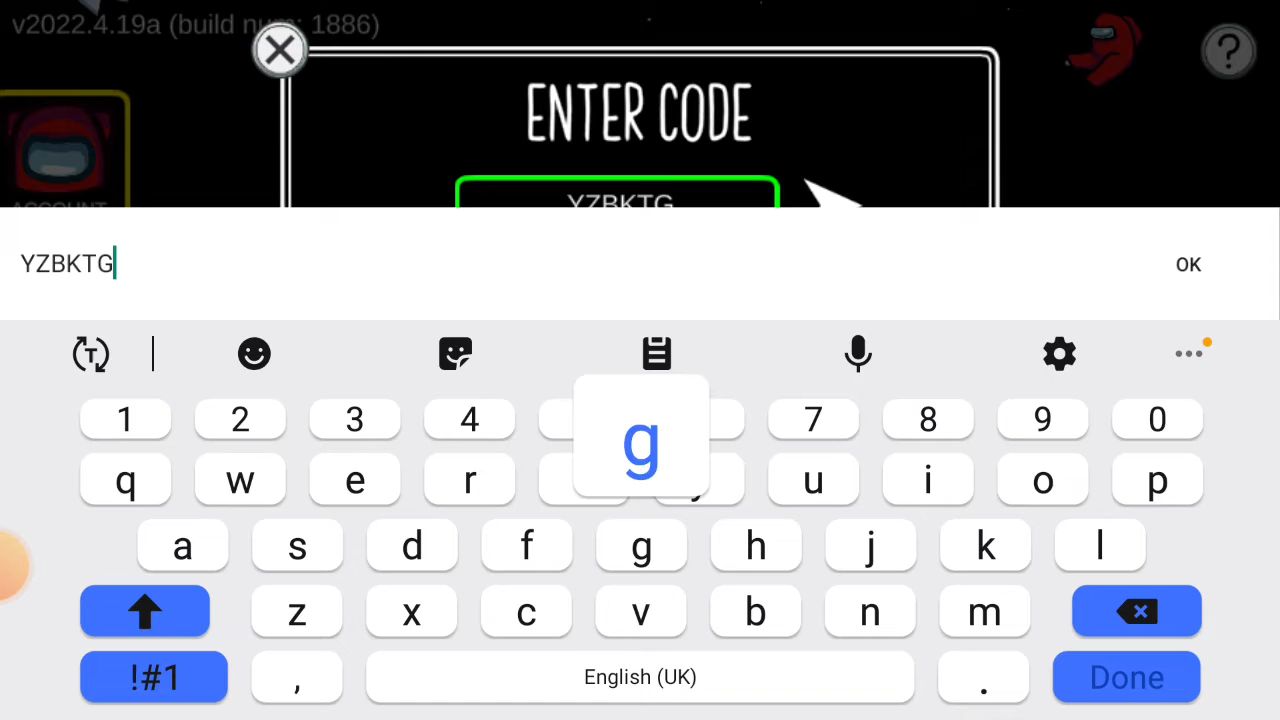 v2022.4.19a (build num: 1886)
ENTER CODE
ACCOUNT
YZBKTG
YZBKTG
OK
1 2 3 4 7 8 9 0
g
q w e r y u i o p
a s d f g h j k l
z x c v b n m
!#1 , English (UK) . Done